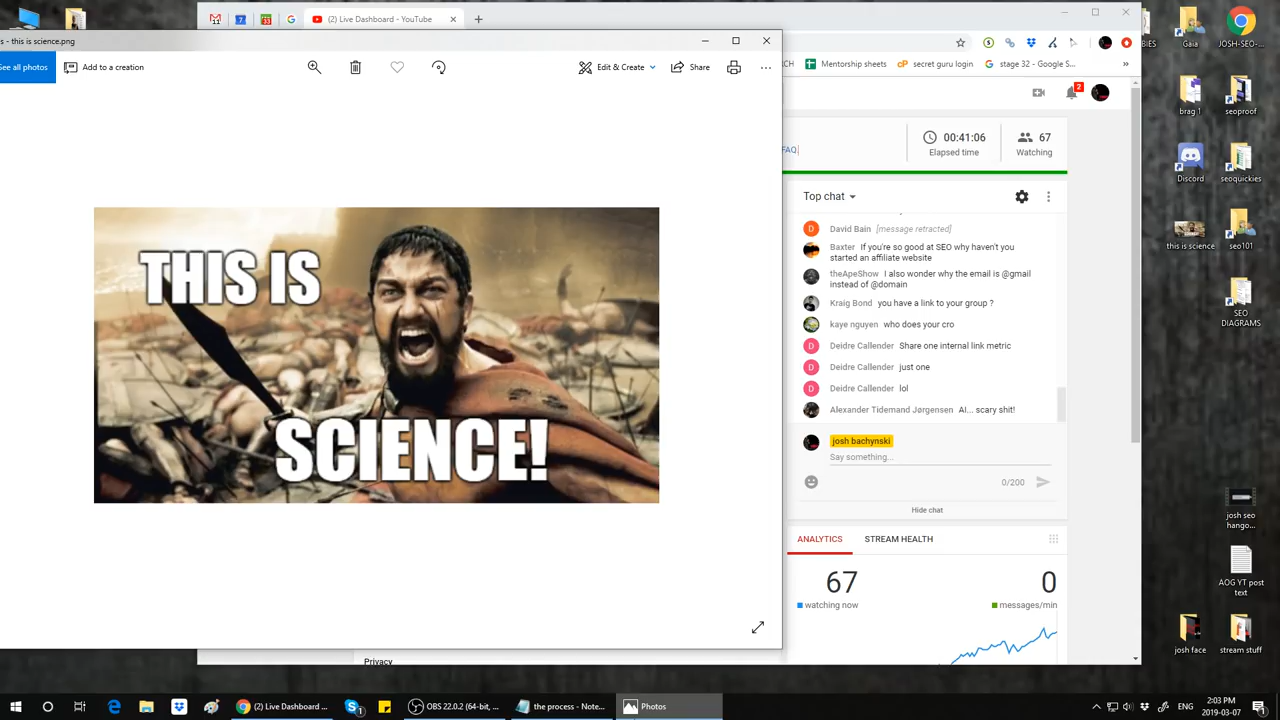 (2) Live Dashboard - YouTube
s - this is science.png
See all photos
Add to a creation
Edit & Create
Share
RCH
Mentorship sheets
secret guru login
stage 32 - Google S...
2
FAQ.
00:41:06
Elapsed time
67
Watching
Top chat
David Bain [message retracted]
Baxter If you're so good at SEO why haven't you
started an affiliate website
theApeShow I also wonder why the email is @gmail
instead of @domain
Kraig Bond you have a link to your group ?
kaye nguyen who does your cro
Deidre Callender Share one internal link metric
Deidre Callender just one
Deidre Callender lol
Alexander Tidemand Jørgensen AI... scary shit!
josh bachynski
Say something...
0/200
Hide chat
ANALYTICS
STREAM HEALTH
67
watching now
0
messages/min
THIS IS
SCIENCE!
Privacy
BiES
Gaia
JOSH-SEO-...
brag 1
seoproof
Discord
seoquickies
this is science
seo101
SEO
DIAGRAMS
josh seo
hango...
AOG YT post
text
josh face
stream stuff
(2) Live Dashboard ...
OBS 22.0.2 (64-bit, ...
the process - Note...
Photos
2:03 PM
2019-03-07